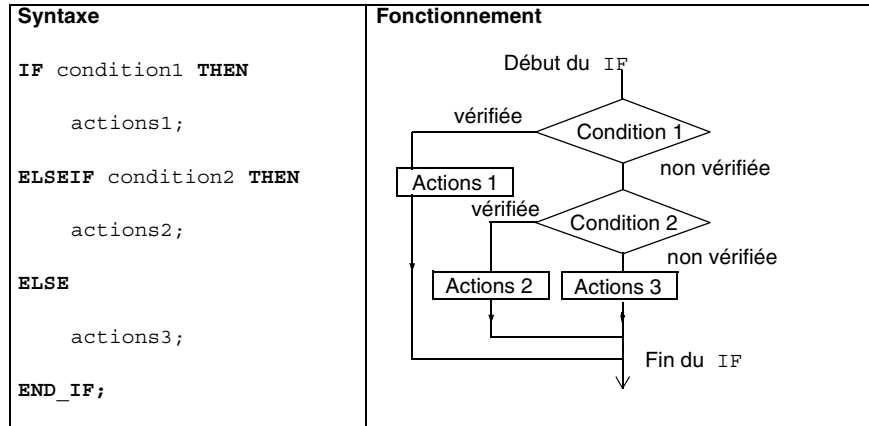 Syntaxe
IF condition1 THEN
actions1;
ELSEIF condition2 THEN
actions2;
ELSE
actions3;
END_IF;
Fonctionnement
Début du IF
vérifiée
Condition 1
non vérifiée
Actions 1
vérifiée
Condition 2
non vérifiée
Actions 2
Actions 3
Fin du IF